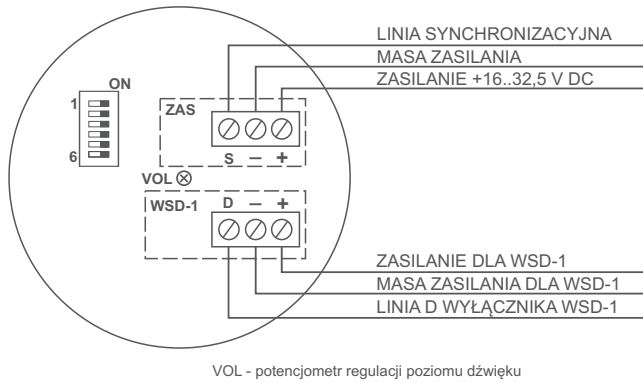 LINIA SYNCHRONIZACYJNA
MASA ZASILANIA
ZASILANIE +16..32,5 V DC
ON
1
6
ZAS
S – +
VOL
WSD-1 D – +
ZASILANIE DLA WSD-1
MASA ZASILANIA DLA WSD-1
LINIA D WYŁĄCZNIKA WSD-1
VOL - potencjometr regulacji poziomu dźwięku